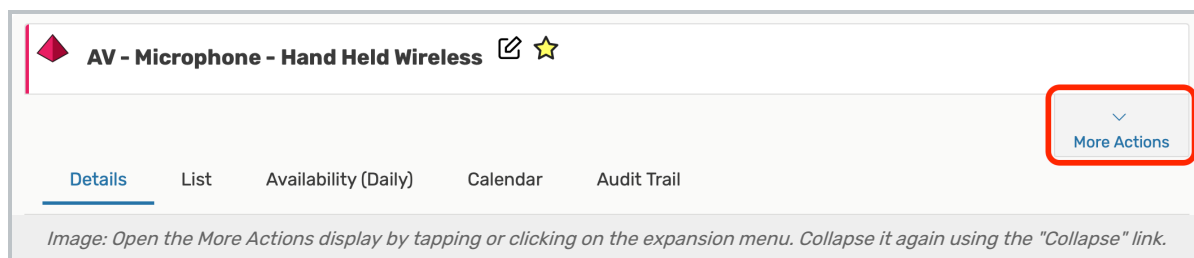 AV - Microphone - Hand Held Wireless
More Actions
Details List Availability (Daily) Calendar Audit Trail
Image: Open the More Actions display by tapping or clicking on the expansion menu. Collapse it again using the "Collapse" link.